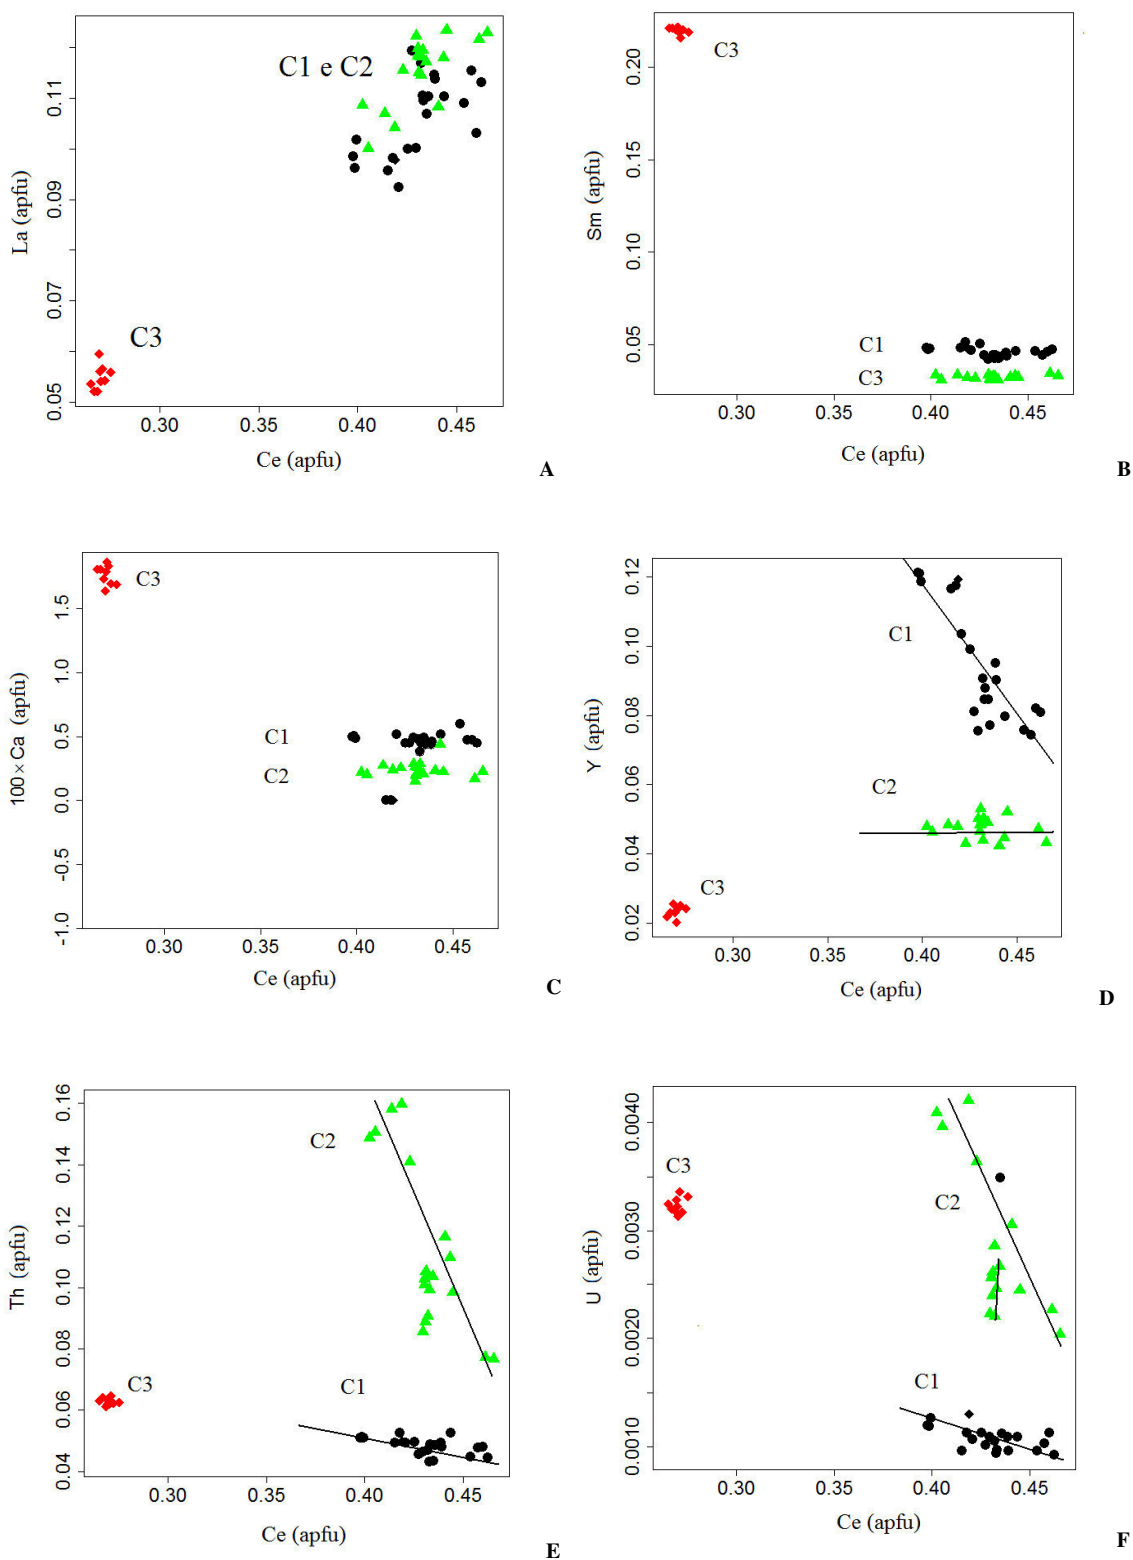 0.11
0.09
0.07
0.05
La (apfu)
C1 e C2
C3
0.30 0.35 0.40 0.45
Ce (apfu)
A
0.20
0.15
0.10
0.05
Sm (apfu)
C3
C1
C3
0.30 0.35 0.40 0.45
Ce (apfu)
B
1.5
1.0
0.5
0.0
-0.5
-1.0
100×Ca (apfu)
C3
C1
C2
0.30 0.35 0.40 0.45
Ce (apfu)
C
0.12
0.10
0.08
0.06
0.04
0.02
Y (apfu)
C1
C2
C3
0.30 0.35 0.40 0.45
Ce (apfu)
D
0.16
0.14
0.12
0.10
0.08
0.06
0.04
Th (apfu)
C2
C3
C1
0.30 0.35 0.40 0.45
Ce (apfu)
E
0.0040
0.0030
0.0020
0.0010
U (apfu)
C3
C2
C1
0.30 0.35 0.40 0.45
Ce (apfu)
F